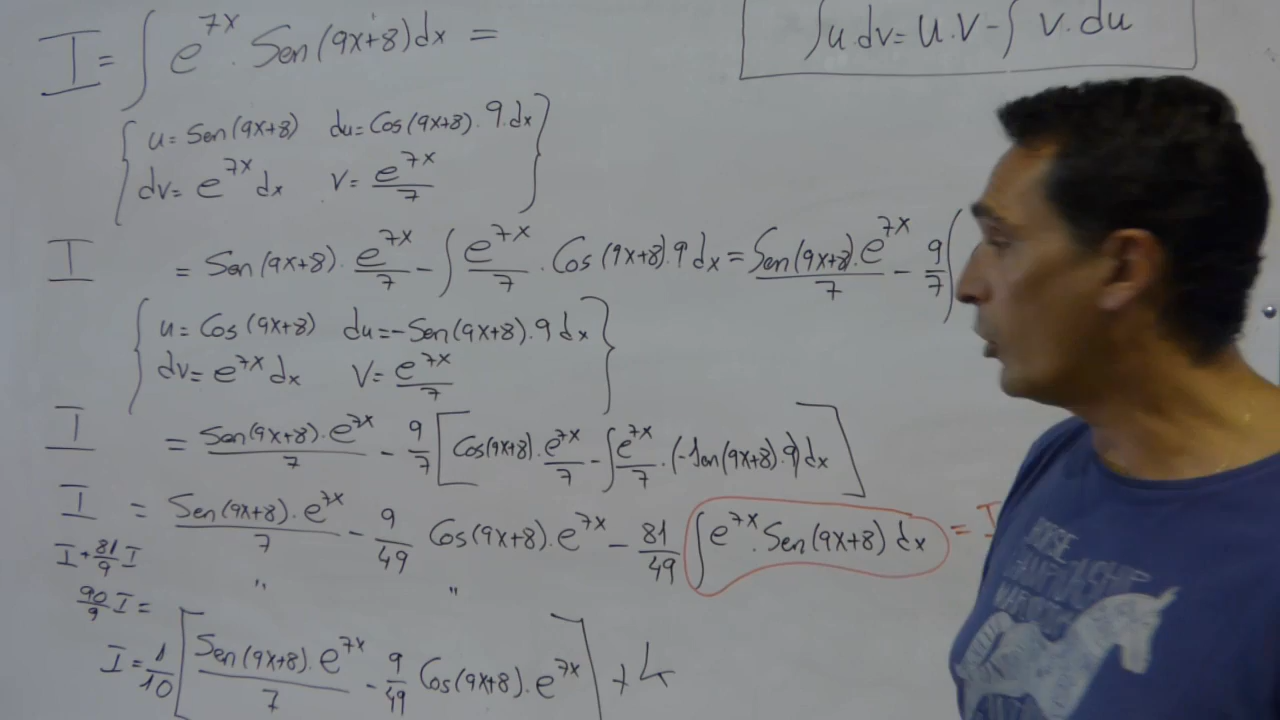 I = ∫ e^7x . Sen(9x+8)dx =
∫u.dv = u.v - ∫ v.du
{ u = Sen(9x+8) du = Cos(9x+8).9.dx }
{ dv = e^7x dx v = e^7x/7 }
I = Sen(9x+8) . e^7x/7 - ∫ e^7x/7 . Cos(9x+8).9 dx = Sen(9x+8).e^7x/7 - 9/7 (
{ u = Cos(9x+8) du = -Sen(9x+8).9 dx }
{ dv = e^7x dx v = e^7x/7 }
I = Sen(9x+8).e^7x/7 - 9/7 [ Cos(9x+8).e^7x/7 - ∫ e^7x/7 . (-Sen(9x+8).9) dx ]
I = Sen(9x+8).e^7x/7 - 9/49 Cos(9x+8).e^7x - 81/49 ∫ e^7x.Sen(9x+8) dx = I
I + 81/9 I " "
90/9 I =
I = 1/10 [ Sen(9x+8).e^7x/7 - 9/49 Cos(9x+8).e^7x ] + k